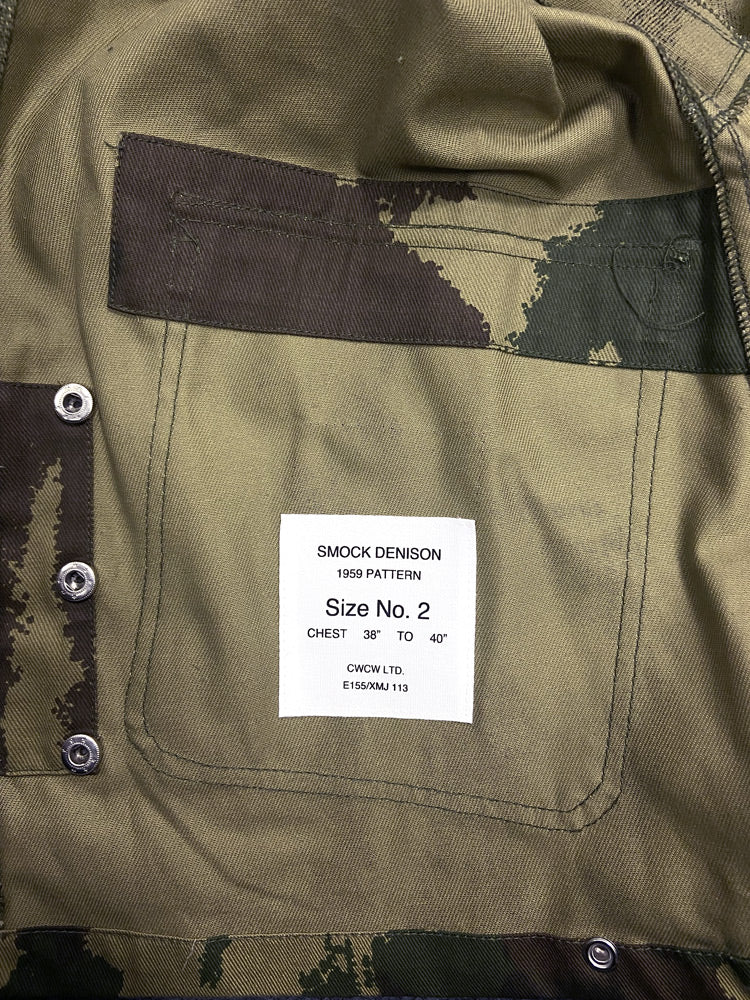 SMOCK DENISON
1959 PATTERN
Size No. 2
CHEST 38" TO 40"
CWCW LTD.
E155/XMJ 113